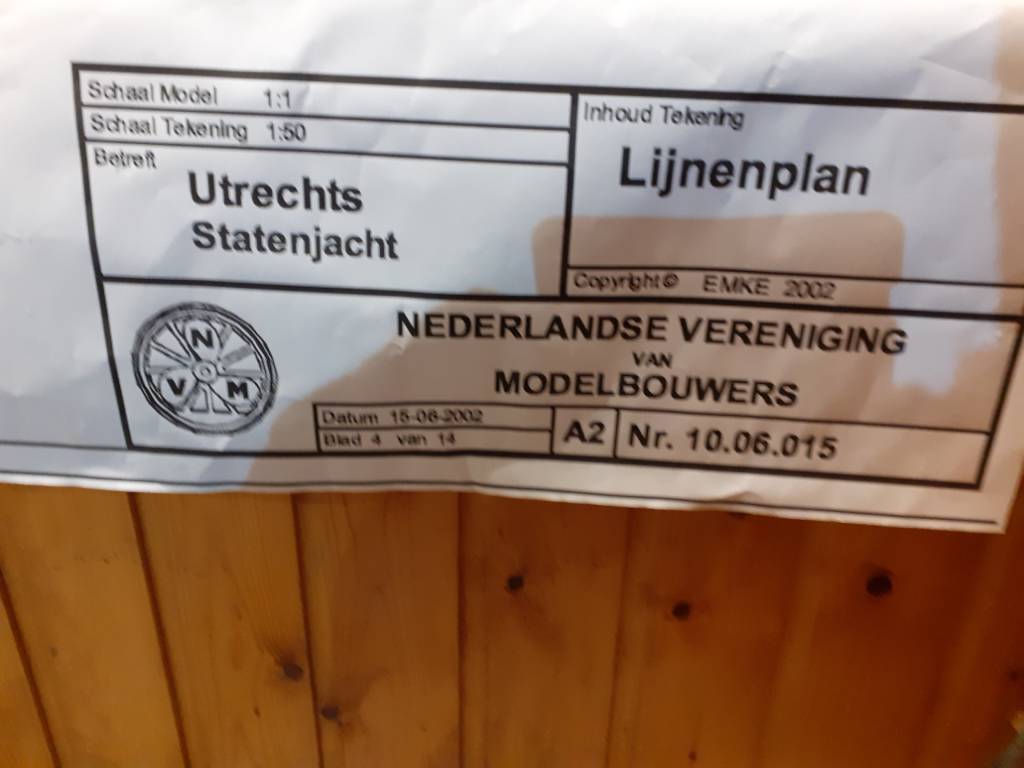 Schaal Model 1:1
Schaal Tekening 1:50
Betreft
Utrechts
Statenjacht
Inhoud Tekening
Lijnenplan
Copyright© EMKE 2002
N
V M
NEDERLANDSE VERENIGING
VAN
MODELBOUWERS
Datum 15-06-2002
Blad 4 van 14
A2
Nr. 10.06.015